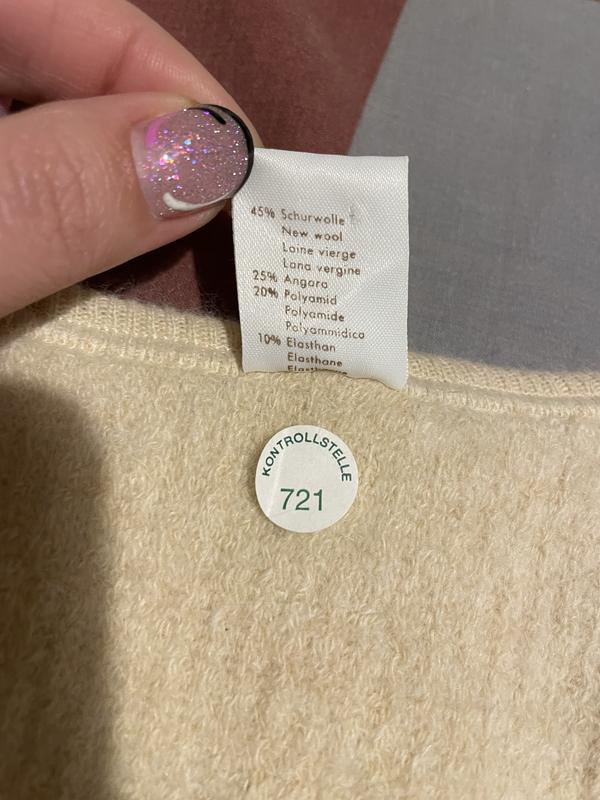 45% Schurwolle
New wool
Laine vierge
Lana vergine
25% Angora
20% Polyamid
Polyamide
Polyammidica
10% Elasthan
Elasthane
KONTROLLSTELLE
721